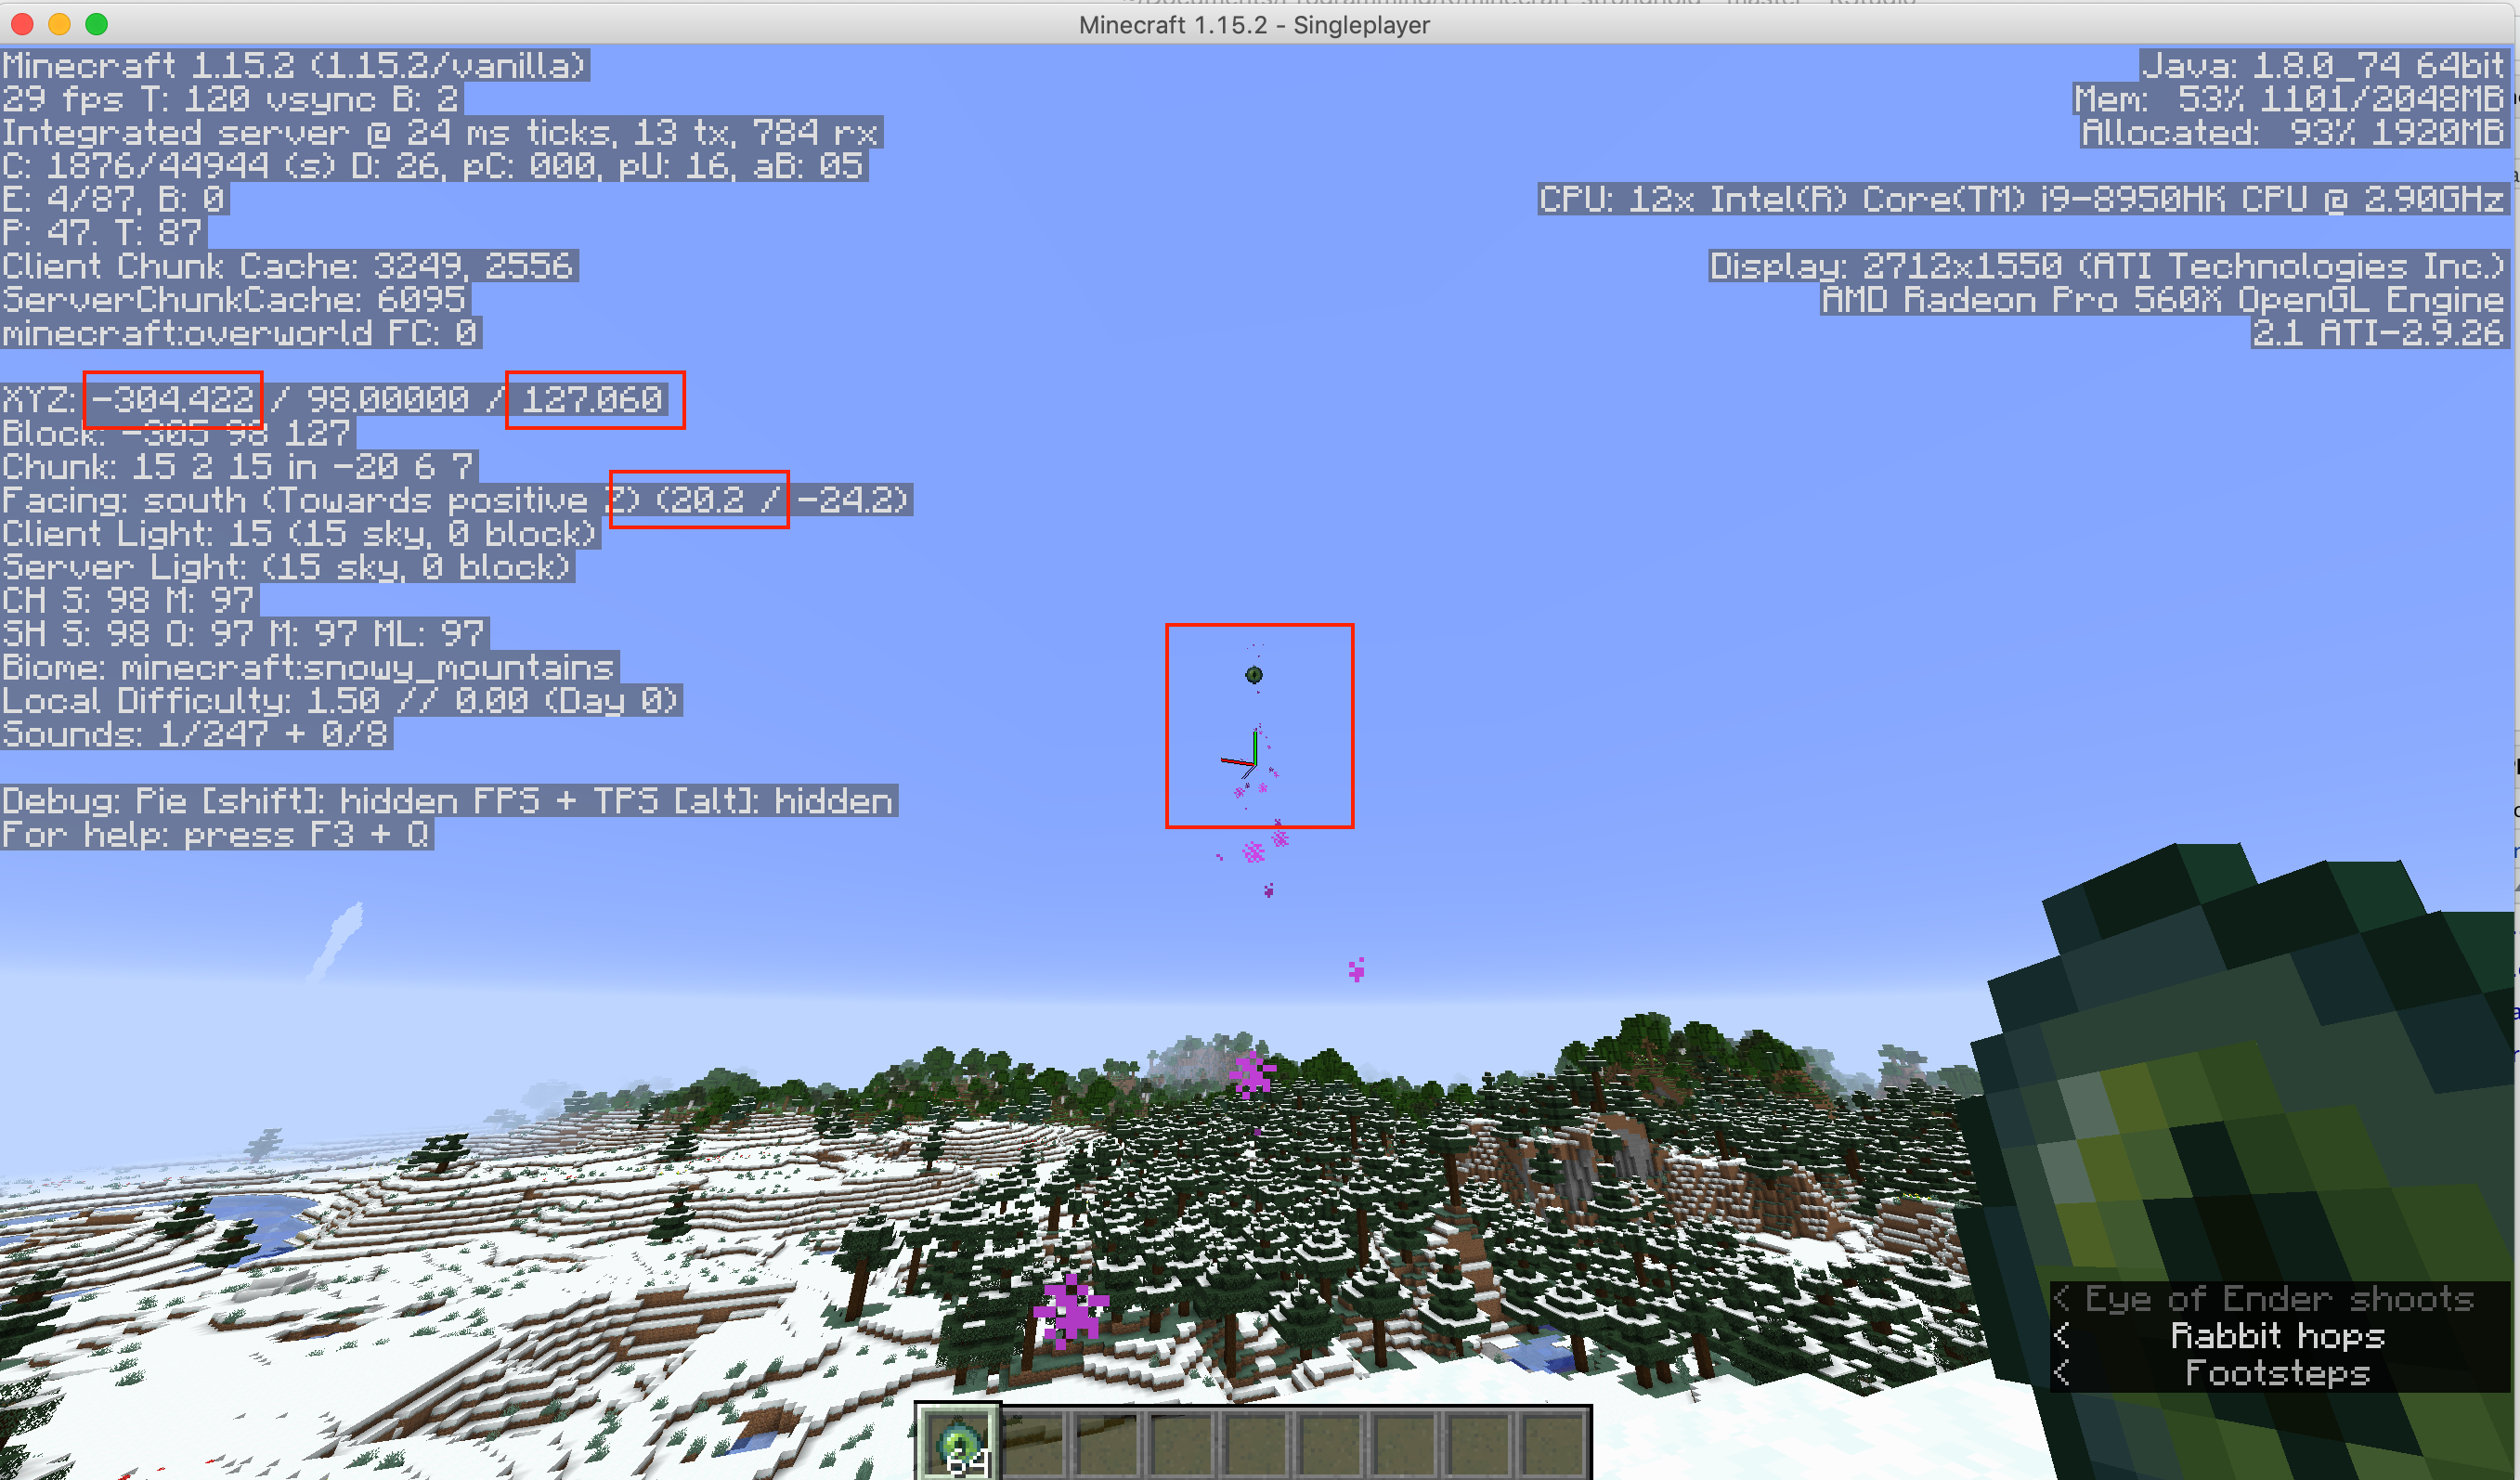 Minecraft 1.15.2 - Singleplayer
Minecraft 1.15.2 (1.15.2/vanilla)
29 fps T: 120 vsync B: 2
Integrated server @ 24 ms ticks, 13 tx, 784 rx
C: 1876/44944 (s) D: 26, pC: 000, pU: 16, aB: 05
E: 4/87, B: 0
P: 47. T: 87
Client Chunk Cache: 3249, 2556
ServerChunkCache: 6095
minecraft:overworld FC: 0
XYZ: -304.422 / 98.00000 / 127.060
Block: -305 98 127
Chunk: 15 2 15 in -20 6 7
Facing: south (Towards positive Z) (20.2 / -24.2)
Client Light: 15 (15 sky, 0 block)
Server Light: (15 sky, 0 block)
CH S: 98 M: 97
SH S: 98 O: 97 M: 97 ML: 97
Biome: minecraft:snowy_mountains
Local Difficulty: 1.50 // 0.00 (Day 0)
Sounds: 1/247 + 0/8
Debug: Pie [shift]: hidden FPS + TPS [alt]: hidden
For help: press F3 + Q
Java: 1.8.0_74 64bit
Mem: 53% 1101/2048MB
Allocated: 93% 1920MB
CPU: 12x Intel(R) Core(TM) i9-8950HK CPU @ 2.90GHz
Display: 2712x1550 (ATI Technologies Inc.)
AMD Radeon Pro 560X OpenGL Engine
2.1 ATI-2.9.26
< Eye of Ender shoots
< Rabbit hops
< Footsteps